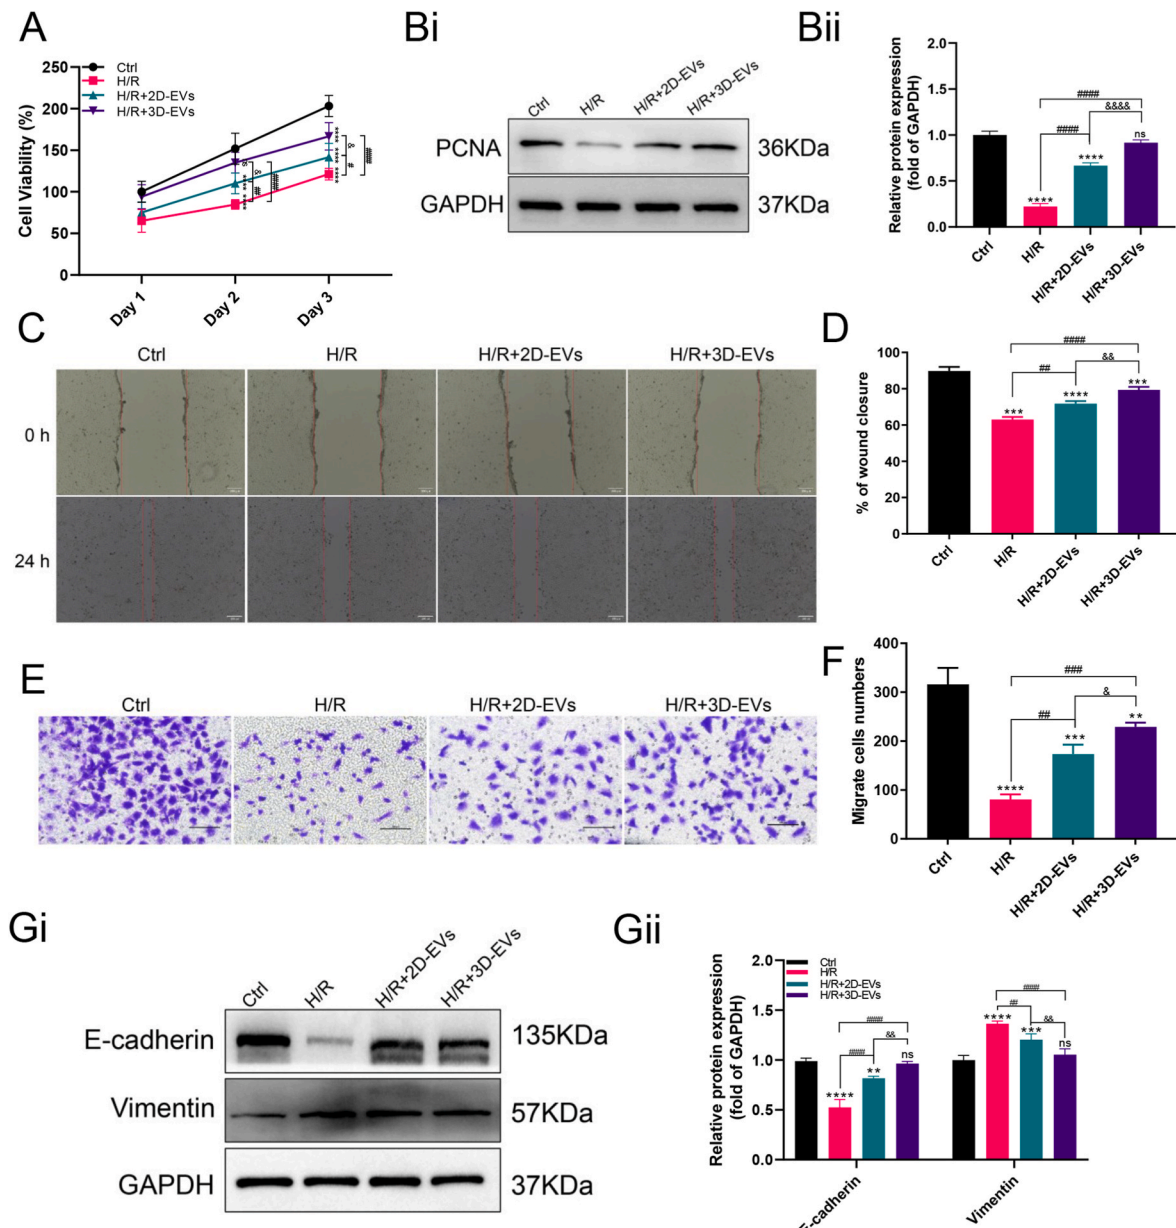 A
Cell Viability (%)
250
200
150
100
50
0
Ctrl
H/R
H/R+2D-EVs
H/R+3D-EVs
Day 1
Day 2
Day 3
Bi
Ctrl
H/R
H/R+2D-EVs
H/R+3D-EVs
PCNA
36KDa
GAPDH
37KDa
Bii
Relative protein expression
(fold of GAPDH)
2.0
1.5
1.0
0.5
0.0
####
&&&&
####
ns
****
****
Ctrl
H/R
H/R+2D-EVs
H/R+3D-EVs
C
Ctrl
H/R
H/R+2D-EVs
H/R+3D-EVs
0 h
24 h
D
% of wound closure
100
80
60
40
20
0
####
&&
##
***
****
***
Ctrl
H/R
H/R+2D-EVs
H/R+3D-EVs
E
Ctrl
H/R
H/R+2D-EVs
H/R+3D-EVs
F
Migrate cells numbers
400
300
200
100
0
###
&
##
**
***
****
Ctrl
H/R
H/R+2D-EVs
H/R+3D-EVs
Gi
Ctrl
H/R
H/R+2D-EVs
H/R+3D-EVs
E-cadherin
135KDa
Vimentin
57KDa
GAPDH
37KDa
Gii
Relative protein expression
(fold of GAPDH)
2.0
1.5
1.0
0.5
0.0
Ctrl
H/R
H/R+2D-EVs
H/R+3D-EVs
####
&&
####
ns
**
****
####
##
&&
****
***
ns
E-cadherin
Vimentin